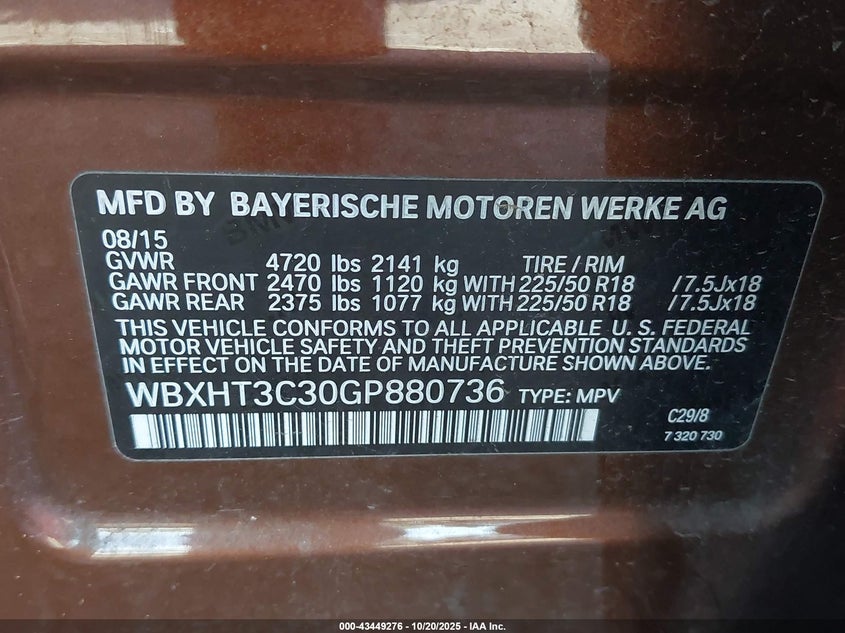 MFD BY BAYERISCHE MOTOREN WERKE AG
08/15
GVWR 4720 lbs 2141 kg TIRE / RIM
GAWR FRONT 2470 lbs 1120 kg WITH 225/50 R18 / 7.5Jx18
GAWR REAR 2375 lbs 1077 kg WITH 225/50 R18 / 7.5Jx18
THIS VEHICLE CONFORMS TO ALL APPLICABLE U. S. FEDERAL
MOTOR VEHICLE SAFETY AND THEFT PREVENTION STANDARDS
IN EFFECT ON THE DATE OF MANUFACTURE SHOWN ABOVE.
WBXHT3C30GP880736 TYPE: MPV
C29/8
7 320 730
000-43449276 - 10/20/2025 - IAA Inc.